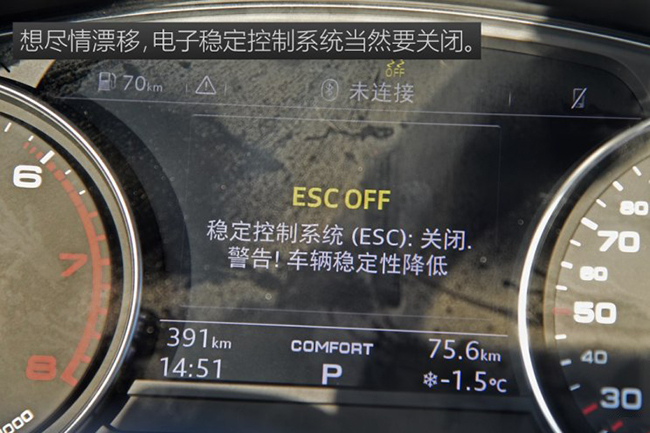 想尽情漂移，电子稳定控制系统当然要关闭。
OFF
70km
未连接
ESC OFF
稳定控制系统 (ESC): 关闭.
警告! 车辆稳定性降低
391km
COMFORT
75.6km
14:51
P
-1.5°C
6
7
8
000
80
70
60
50
40
30